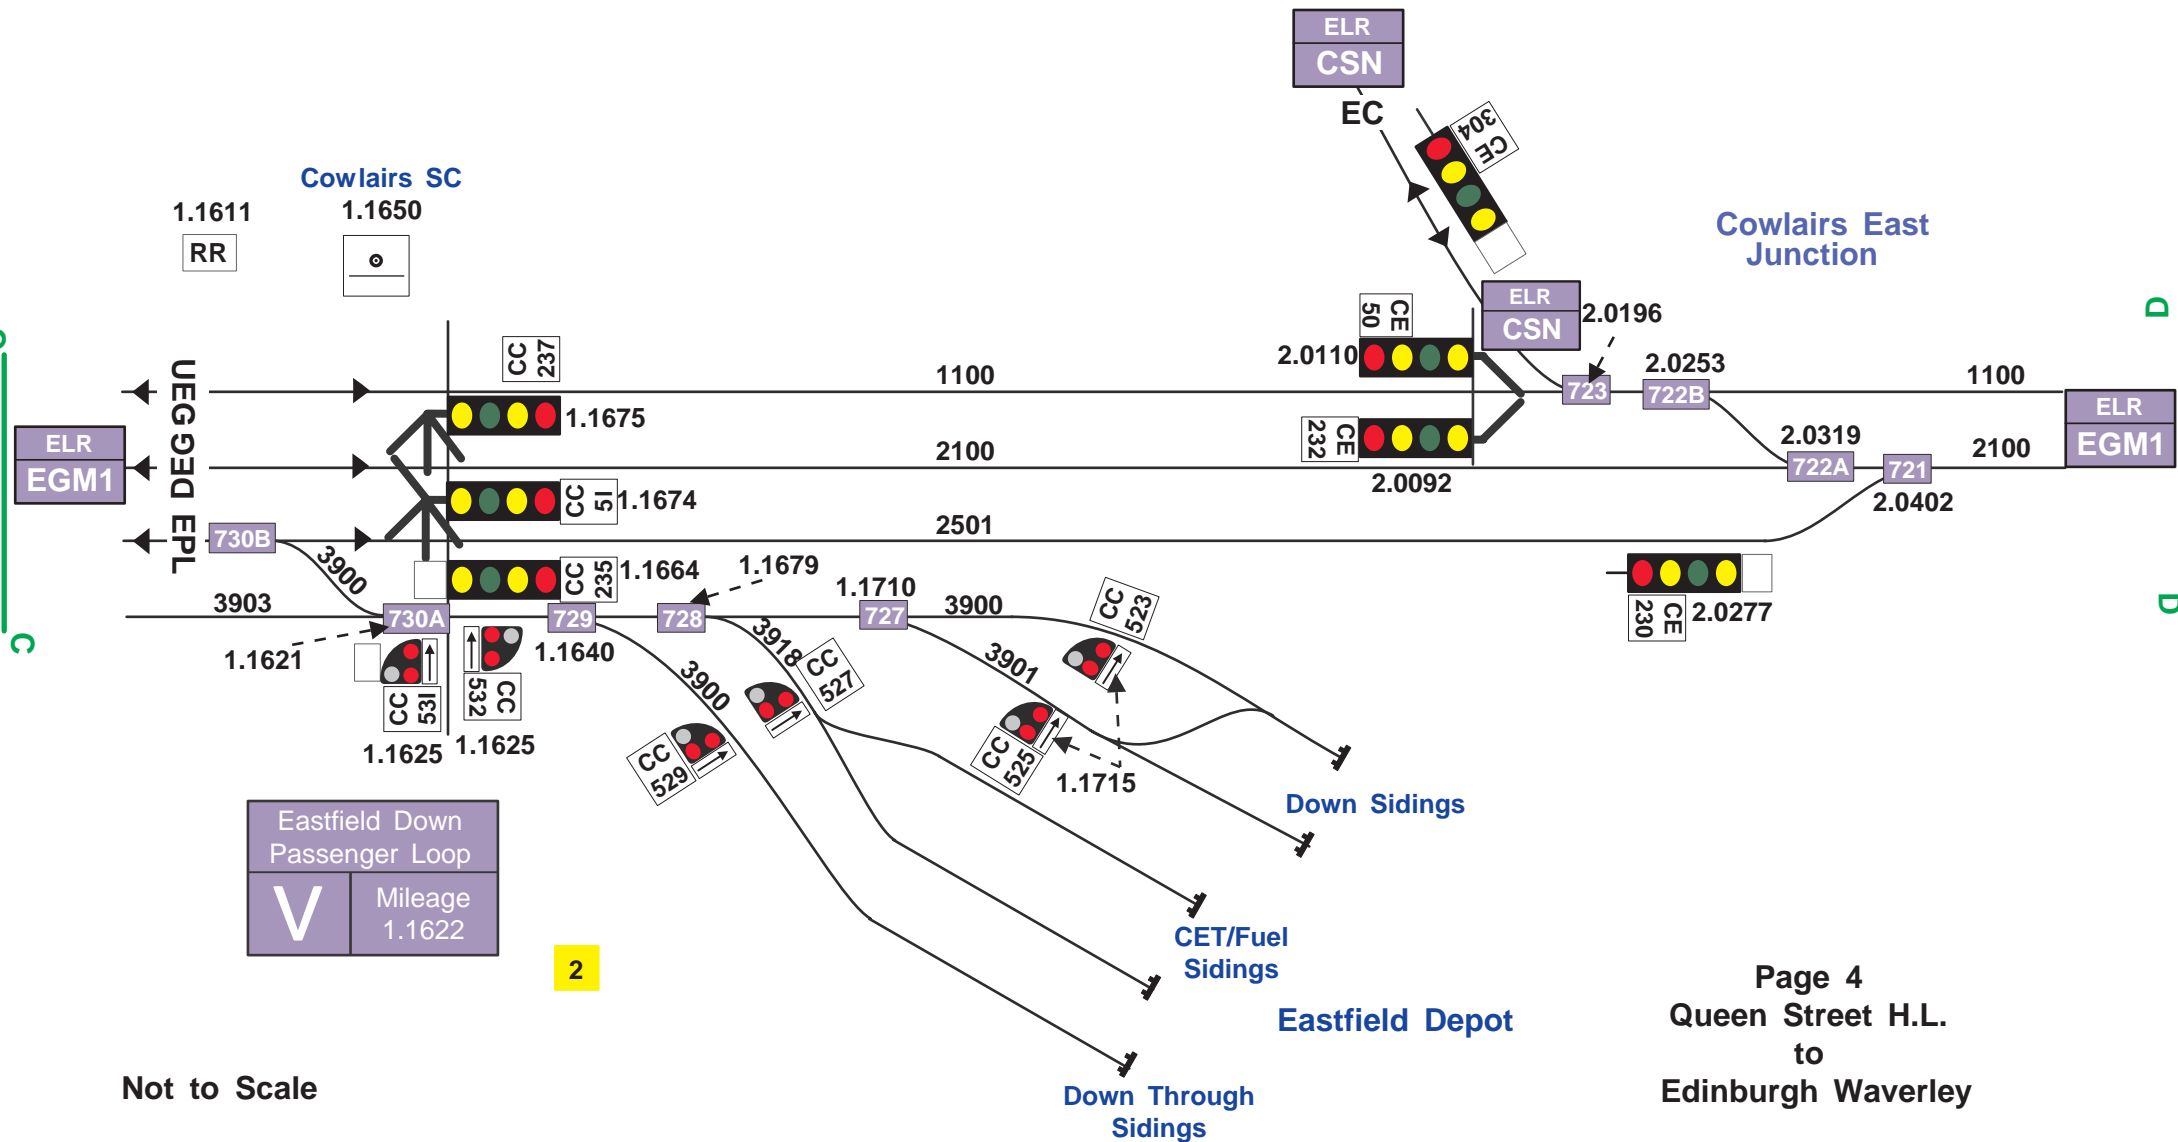 ELR
CSN
EC
CE
304
Cowlairs SC
1.1611
1.1650
RR
Cowlairs East
Junction
D
ELR
CSN
2.0196
CE
50
2.0110
CC
237
UEG
1100
723
2.0253
722B
1100
ELR
EGM1
1.1675
CE
232
2.0092
ELR
EGM1
DEG
2100
2.0319
722A
721
2100
2.0402
CC
5I
1.1674
EPL
730B
2501
3900
CC
235
1.1664
1.1679
1.1710
CE
230
2.0277
D
C
3903
730A
729
728
727
3900
CC
523
1.1621
1.1640
3918
3901
CC
53I
CC
532
1.1625
1.1625
3900
CC
527
CC
529
CC
525
1.1715
Down Sidings
Eastfield Down
Passenger Loop
V
Mileage
1.1622
2
CET/Fuel
Sidings
Eastfield Depot
Page 4
Queen Street H.L.
to
Edinburgh Waverley
Not to Scale
Down Through
Sidings